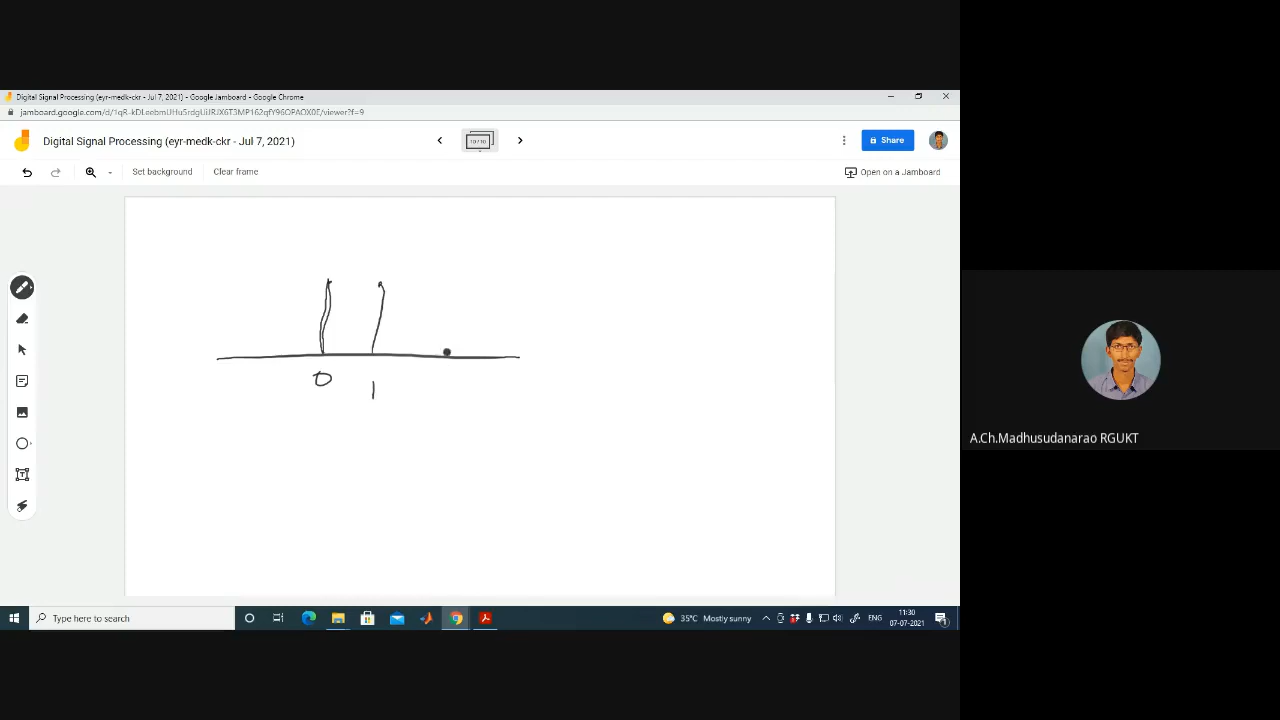 Digital Signal Processing (eyr-medk-ckr - Jul 7, 2021) - Google Jamboard - Google Chrome
Digital Signal Processing (eyr-medk-ckr - Jul 7, 2021)
10 / 10
Share
Set background
Clear frame
Open on a Jamboard
0 1
A.Ch.Madhusudanarao RGUKT
Type here to search
35°C Mostly sunny
ENG
11:30
07-07-2021